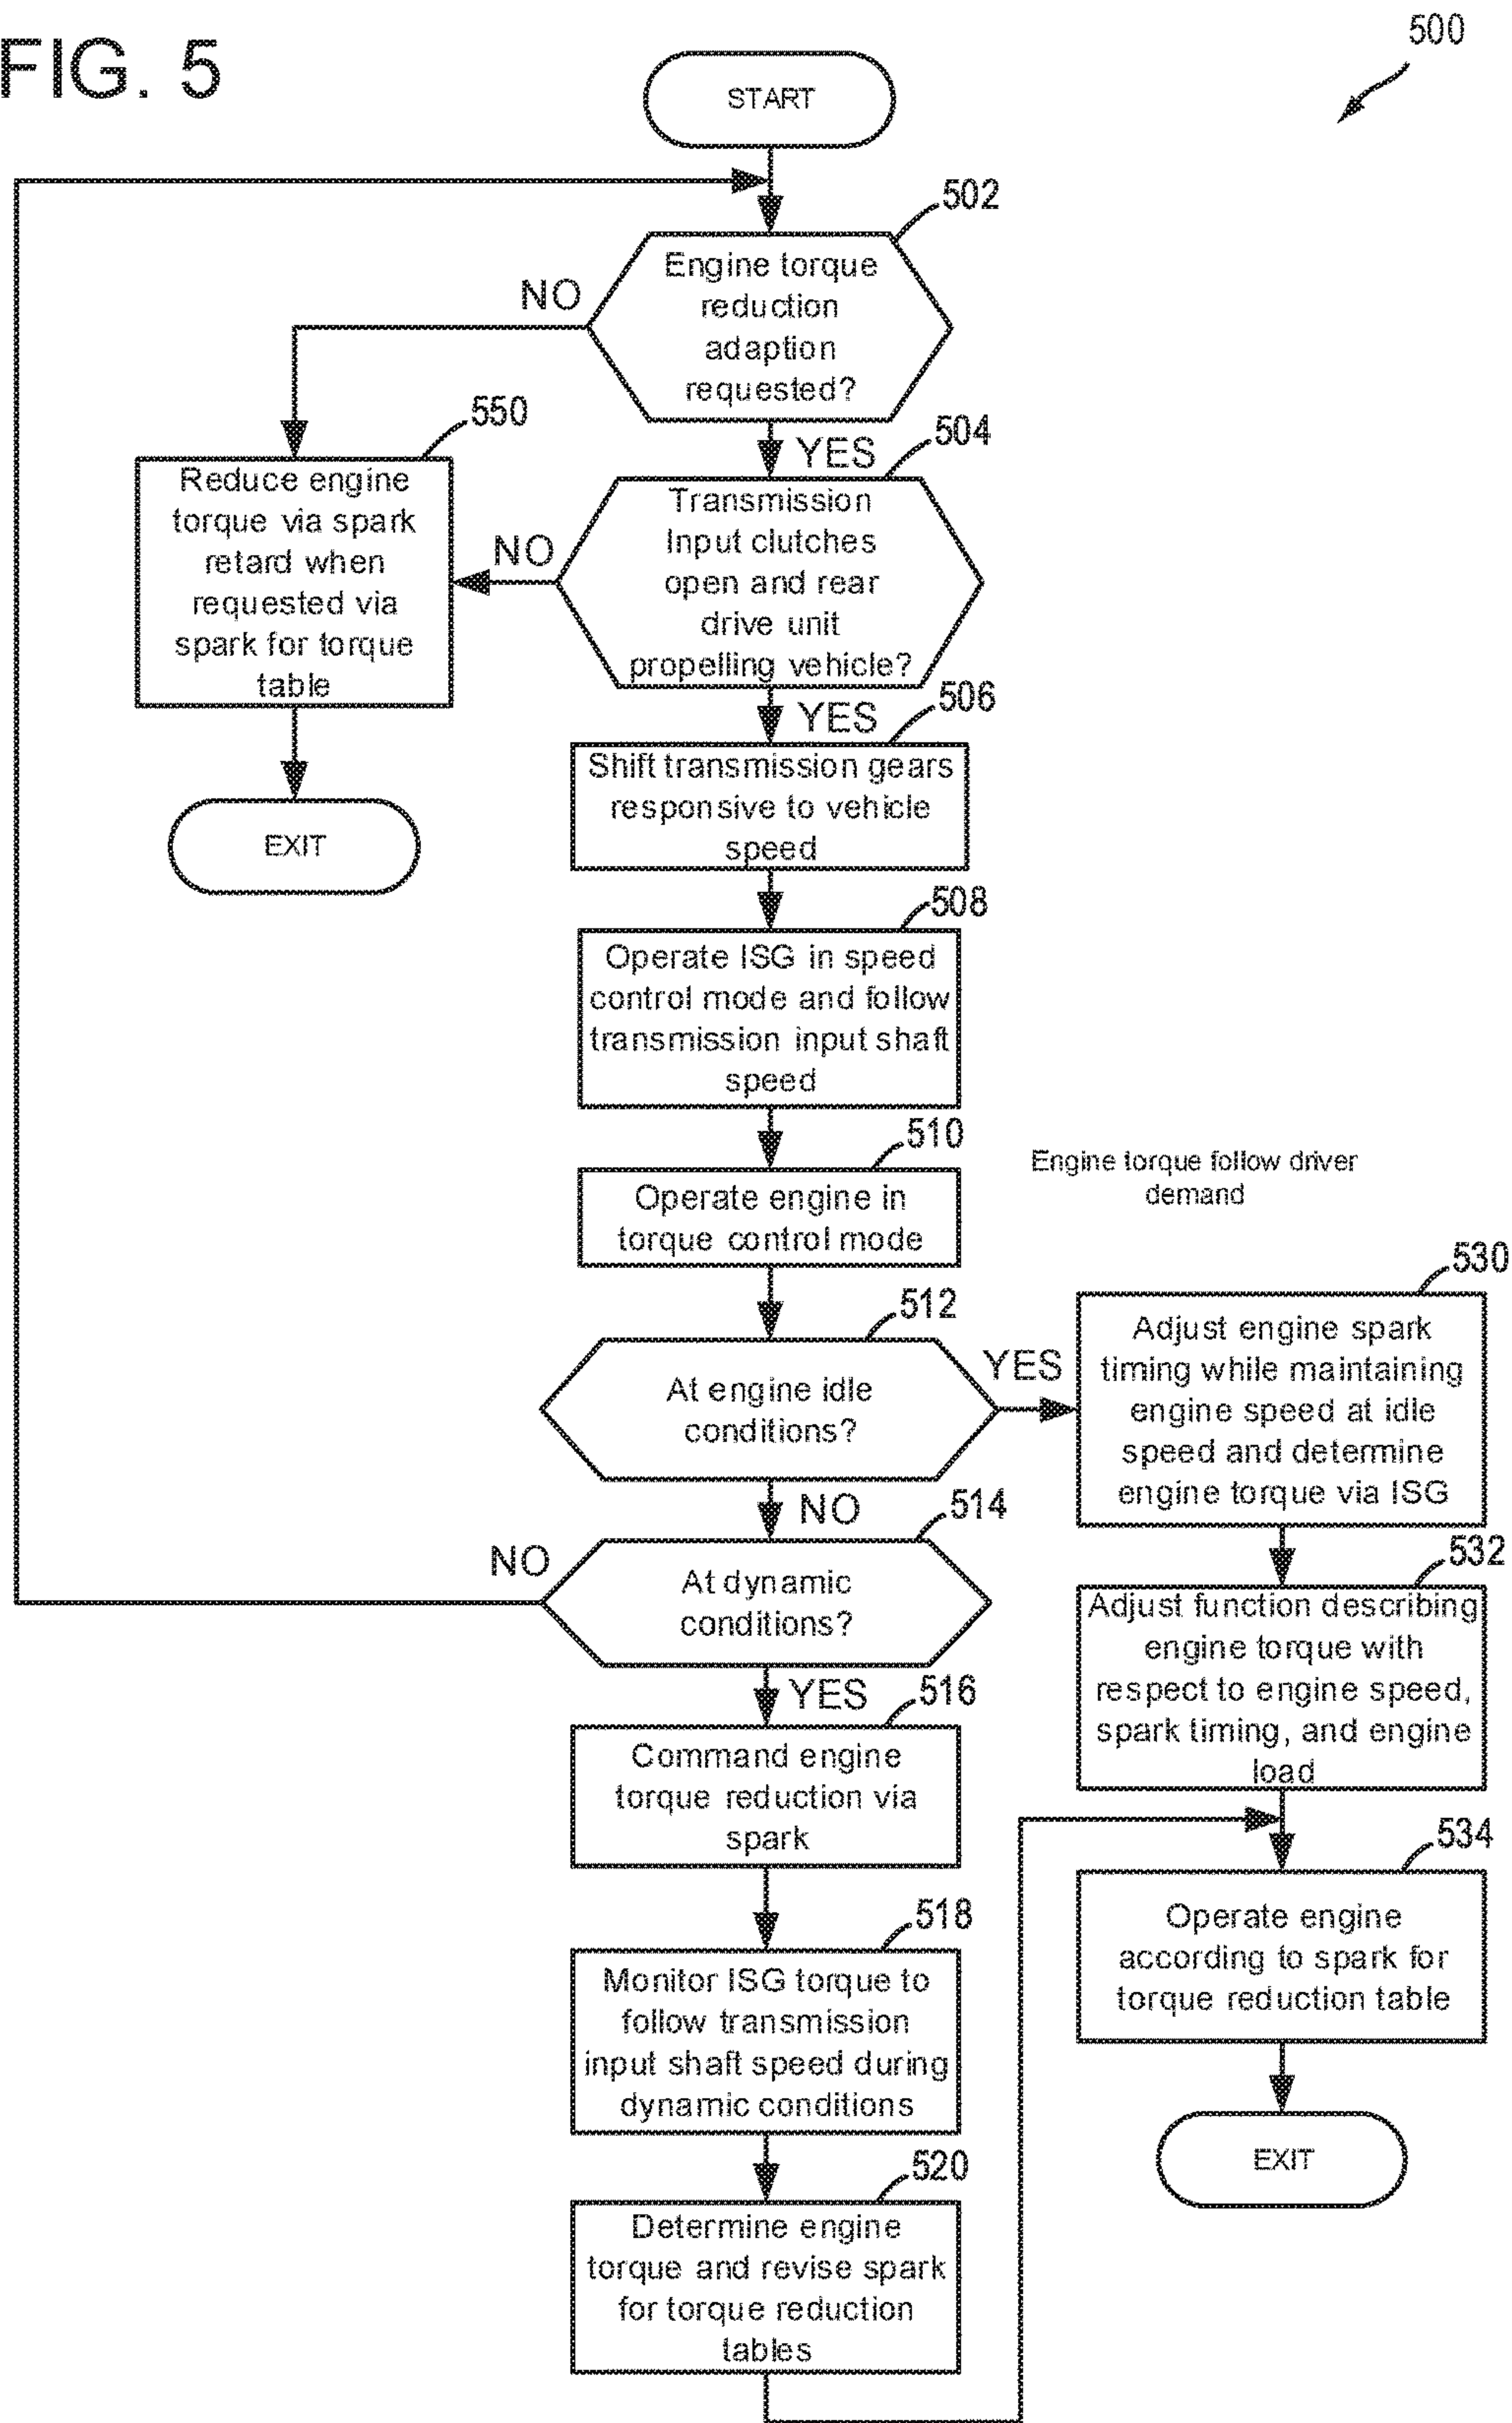 FIG. 5
500
START
502
Engine torque
reduction
adaption
requested?
NO
YES
550
Reduce engine
torque via spark
retard when
requested via
spark for torque
table
EXIT
504
Transmission
Input clutches
open and rear
drive unit
propelling vehicle?
NO
YES
506
Shift transmission gears
responsive to vehicle
speed
508
Operate ISG in speed
control mode and follow
transmission input shaft
speed
510
Operate engine in
torque control mode
Engine torque follow driver
demand
512
At engine idle
conditions?
YES
NO
530
Adjust engine spark
timing while maintaining
engine speed at idle
speed and determine
engine torque via ISG
514
At dynamic
conditions?
NO
YES
532
Adjust function describing
engine torque with
respect to engine speed,
spark timing, and engine
load
516
Command engine
torque reduction via
spark
534
Operate engine
according to spark for
torque reduction table
EXIT
518
Monitor ISG torque to
follow transmission
input shaft speed during
dynamic conditions
520
Determine engine
torque and revise spark
for torque reduction
tables